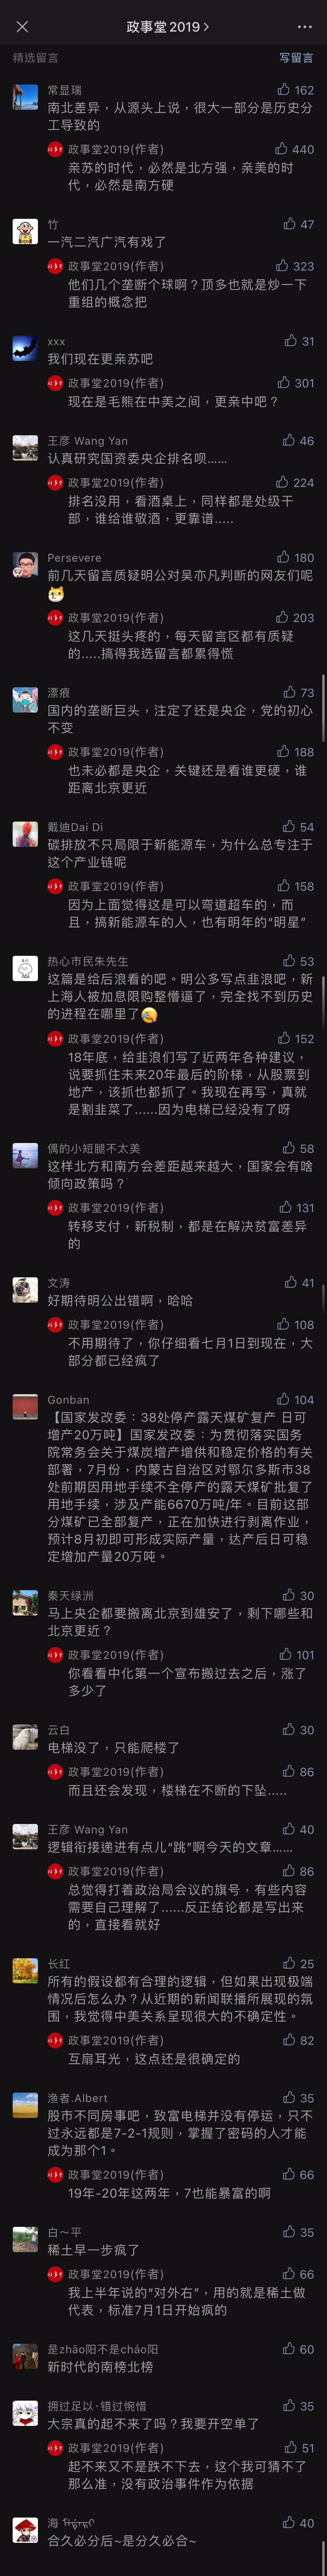 政事堂2019
精选留言
写留言
常显瑞
162
南北差异，从源头上说，很大一部分是历史分
工导致的
政事堂2019(作者)
440
亲苏的时代，必然是北方强，亲美的时
代，必然是南方硬
竹
47
一汽二汽广汽有戏了
政事堂2019(作者)
323
他们几个垄断个球啊？顶多也就是炒一下
重组的概念把
xxx
31
我们现在更亲苏吧
政事堂2019(作者)
301
现在是毛熊在中美之间，更亲中吧？
王彦 Wang Yan
46
认真研究国资委央企排名呗……
政事堂2019(作者)
224
排名没用，看酒桌上，同样都是处级干
部，谁给谁敬酒，更靠谱.....
Persevere
180
前几天留言质疑明公对吴亦凡判断的网友们呢
政事堂2019(作者)
203
这几天挺头疼的，每天留言区都有质疑
的.....搞得我选留言都累得慌
漂痕
73
国内的垄断巨头，注定了还是央企，党的初心
不变
政事堂2019(作者)
188
也未必都是央企，关键还是看谁更硬，谁
距离北京更近
戴迪Dai Di
54
碳排放不只局限于新能源车，为什么总专注于
这个产业链呢
政事堂2019(作者)
158
因为上面觉得这是可以弯道超车的，而
且，搞新能源车的人，也有明年的“明星”
热心市民朱先生
53
这篇是给后浪看的吧。明公多写点韭浪吧，新
上海人被加息限购整懵逼了，完全找不到历史
的进程在哪里了
政事堂2019(作者)
152
18年底，给韭浪们写了近两年各种建议，
说要抓住未来20年最后的阶梯，从股票到
地产，该抓也都抓了。我现在再写，真就
是割韭菜了……因为电梯已经没有了呀
偶的小短腿不太美
58
这样北方和南方会差距越来越大，国家会有啥
倾向政策吗？
政事堂2019(作者)
131
转移支付，新税制，都是在解决贫富差异
的
文涛
41
好期待明公出错啊，哈哈
政事堂2019(作者)
108
不用期待了，你仔细看七月1日到现在，大
部分都已经疯了
Gonban
104
【国家发改委：38处停产露天煤矿复产 日可
增产20万吨】国家发改委：为贯彻落实国务
院常务会关于煤炭增产增供和稳定价格的有关
部署，7月份，内蒙古自治区对鄂尔多斯市38
处前期因用地手续不全停产的露天煤矿批复了
用地手续，涉及产能6670万吨/年。目前这部
分煤矿已全部复产，正在加快进行剥离作业，
预计8月初即可形成实际产量，达产后日可稳
定增加产量20万吨。
秦天绿洲
30
马上央企都要搬离北京到雄安了，剩下哪些和
北京更近？
政事堂2019(作者)
101
你看看中化第一个宣布搬过去之后，涨了
多少了
云白
30
电梯没了，只能爬楼了
政事堂2019(作者)
86
而且还会发现，楼梯在不断的下坠.....
王彦 Wang Yan
40
逻辑衔接递进有点儿“跳”啊今天的文章……
政事堂2019(作者)
86
总觉得打着政治局会议的旗号，有些内容
需要自己理解了……反正结论都是写出来
的，直接看就好
长红
25
所有的假设都有合理的逻辑，但如果出现极端
情况后怎么办？从近期的新闻联播所展现的氛
围，我觉得中美关系呈现很大的不确定性。
政事堂2019(作者)
82
互扇耳光，这点还是很确定的
渔者.Albert
35
股市不同房事吧，致富电梯并没有停运，只不
过永远都是7-2-1规则，掌握了密码的人才能
成为那个1。
政事堂2019(作者)
66
19年-20年这两年，7也能暴富的啊
白～平
35
稀土早一步疯了
政事堂2019(作者)
66
我上半年说的“对外右”，用的就是稀土做
代表，标准7月1日开始疯的
是zhāo阳不是cháo阳
60
新时代的南榜北榜
拥过足以·错过惋惜
35
大宗真的起不来了吗？我要开空单了
政事堂2019(作者)
51
起不来又不是跌不下去，这个我可猜不了
那么准，没有政治事件作为依据
海
40
合久必分后~是分久必合~